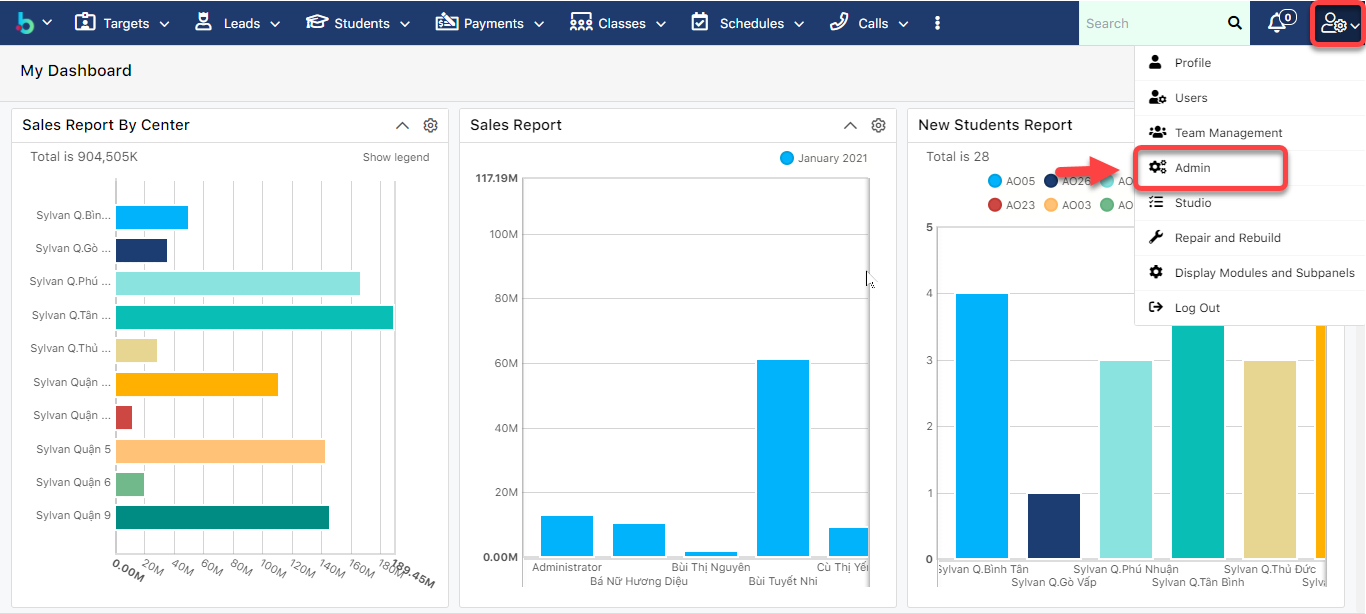 Targets Leads Students Payments Classes Schedules Calls Search 0
My Dashboard
Profile
Users
Team Management
Admin
Studio
Repair and Rebuild
Display Modules and Subpanels
Log Out
Sales Report By Center
Total is 904,505K Show legend
Sylvan Q.Bìn...
Sylvan Q.Gò ...
Sylvan Q.Phú ...
Sylvan Q.Tân ...
Sylvan Q.Thủ ...
Sylvan Quận ...
Sylvan Quận ...
Sylvan Quận 5
Sylvan Quận 6
Sylvan Quận 9
0.00M 20M 40M 60M 80M 100M 120M 140M 160M 180M 189.45M
Sales Report
January 2021
117.19M
100M
80M
60M
40M
20M
0.00M
Administrator Bùi Thị Nguyên Cù Thị Yế
Bá Nữ Hương Diệu Bùi Tuyết Nhi
New Students Report
Total is 28
AO05 AO26 AO
AO23 AO03 AO
5
4
3
2
1
0
Sylvan Q.Bình Tân Sylvan Q.Phú Nhuận Sylvan Q.Thủ Đức
Sylvan Q.Gò Vấp Sylvan Q.Tân Bình Sylva